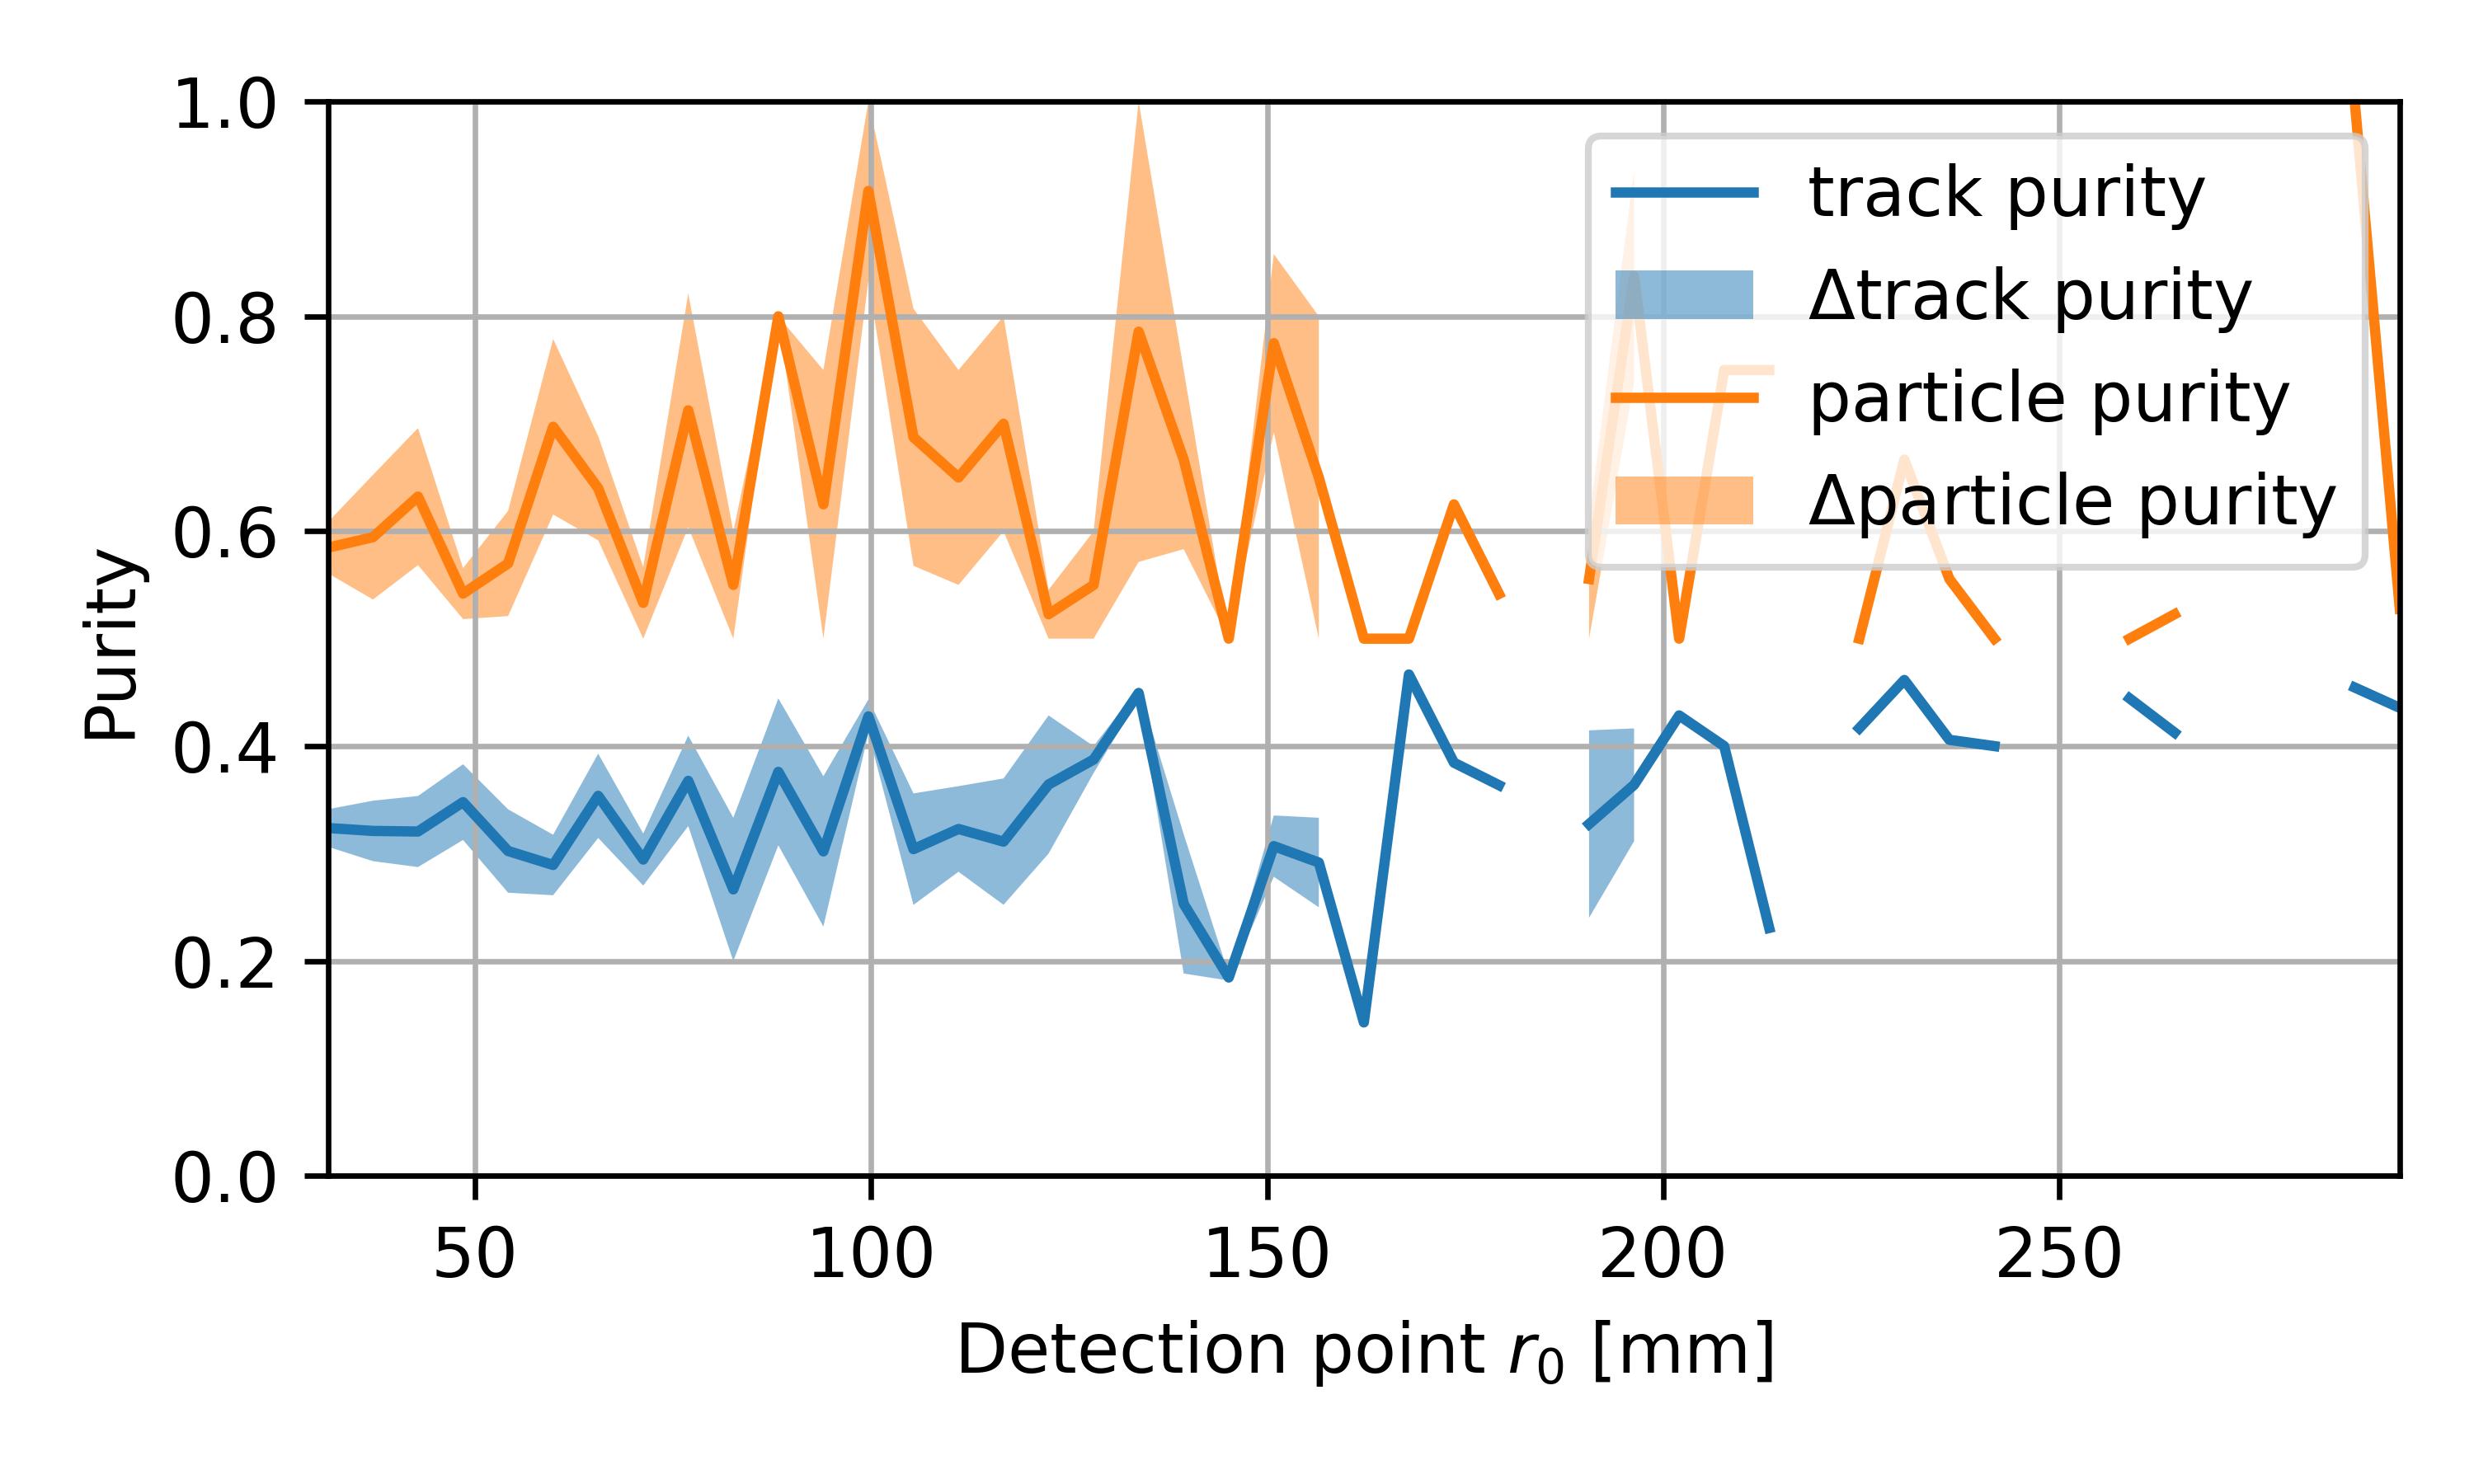 1.0
0.8
0.6
0.4
0.2
0.0
Purity
50 100 150 200 250
Detection point r₀ [mm]
track purity
Δtrack purity
particle purity
Δparticle purity